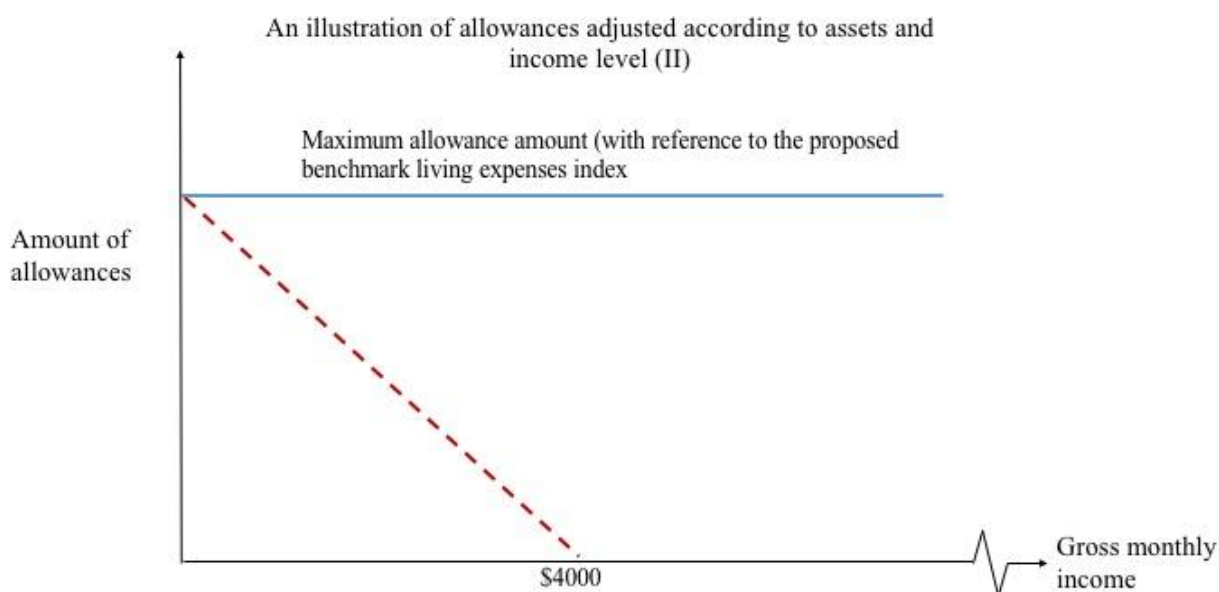 An illustration of allowances adjusted according to assets and
income level (II)
Maximum allowance amount (with reference to the proposed
benchmark living expenses index
Amount of
allowances
$4000
Gross monthly
income